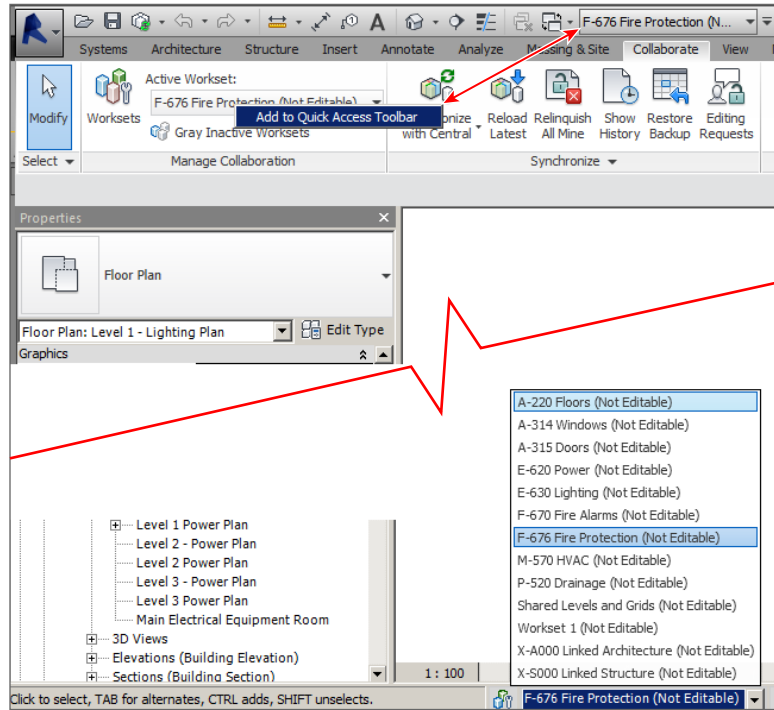 F-676 Fire Protection (N...
Systems Architecture Structure Insert Annotate Analyze Massing & Site Collaborate View
Modify
Worksets
Active Workset:
F-676 Fire Protection (Not Editable)
Add to Quick Access Toolbar
Gray Inactive Worksets
onize
with Central
Reload
Latest
Relinquish
All Mine
Show
History
Restore
Backup
Editing
Requests
Select
Manage Collaboration
Synchronize
Properties
Floor Plan
Floor Plan: Level 1 - Lighting Plan
Edit Type
Graphics
A-220 Floors (Not Editable)
A-314 Windows (Not Editable)
A-315 Doors (Not Editable)
E-620 Power (Not Editable)
E-630 Lighting (Not Editable)
F-670 Fire Alarms (Not Editable)
F-676 Fire Protection (Not Editable)
M-570 HVAC (Not Editable)
P-520 Drainage (Not Editable)
Shared Levels and Grids (Not Editable)
Workset 1 (Not Editable)
X-A000 Linked Architecture (Not Editable)
X-S000 Linked Structure (Not Editable)
Level 1 Power Plan
Level 2 - Power Plan
Level 2 Power Plan
Level 3 - Power Plan
Level 3 Power Plan
Main Electrical Equipment Room
3D Views
Elevations (Building Elevation)
Sections (Building Section)
1 : 100
Click to select, TAB for alternates, CTRL adds, SHIFT unselects.
F-676 Fire Protection (Not Editable)